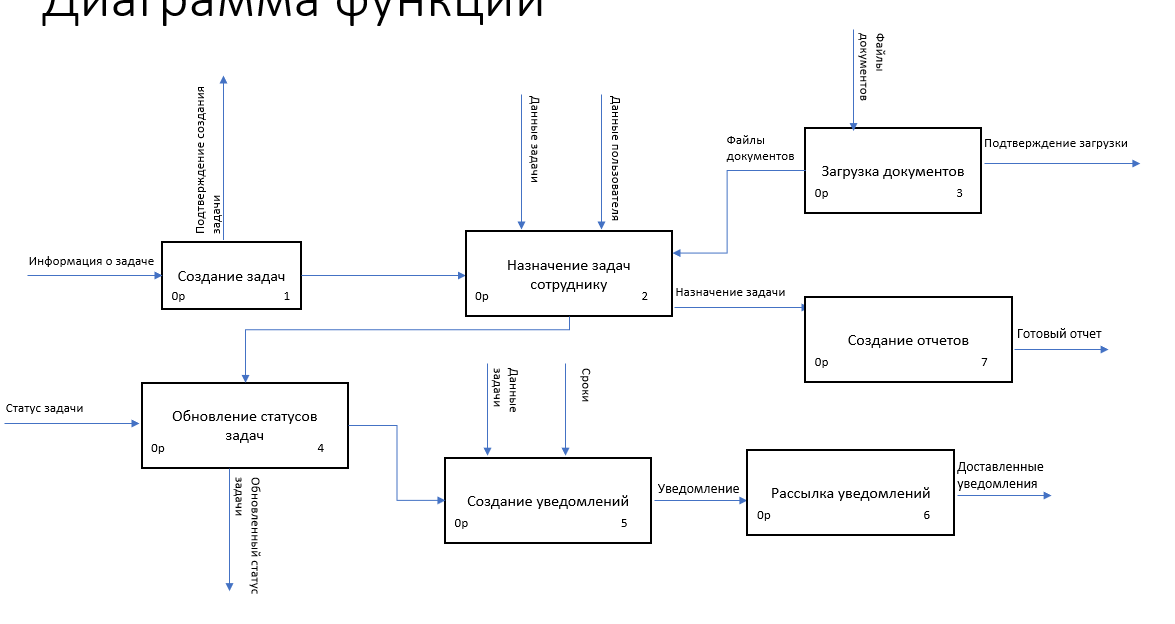 Диаграмма функций
Файлы
документов
Подтверждение создания
задачи
Данные задачи
Данные пользователя
Файлы
документов
Подтверждение загрузки
Загрузка документов
0р 3
Информация о задаче
Создание задач
0р 1
Назначение задач
сотруднику
0р 2
Назначение задачи
Создание отчетов
0р 7
Готовый отчет
Данные
задачи
Сроки
Статус задачи
Обновление статусов
задач
0р 4
Обновленный статус
задачи
Создание уведомлений
0р 5
Уведомление
Рассылка уведомлений
0р 6
Доставленные
уведомления